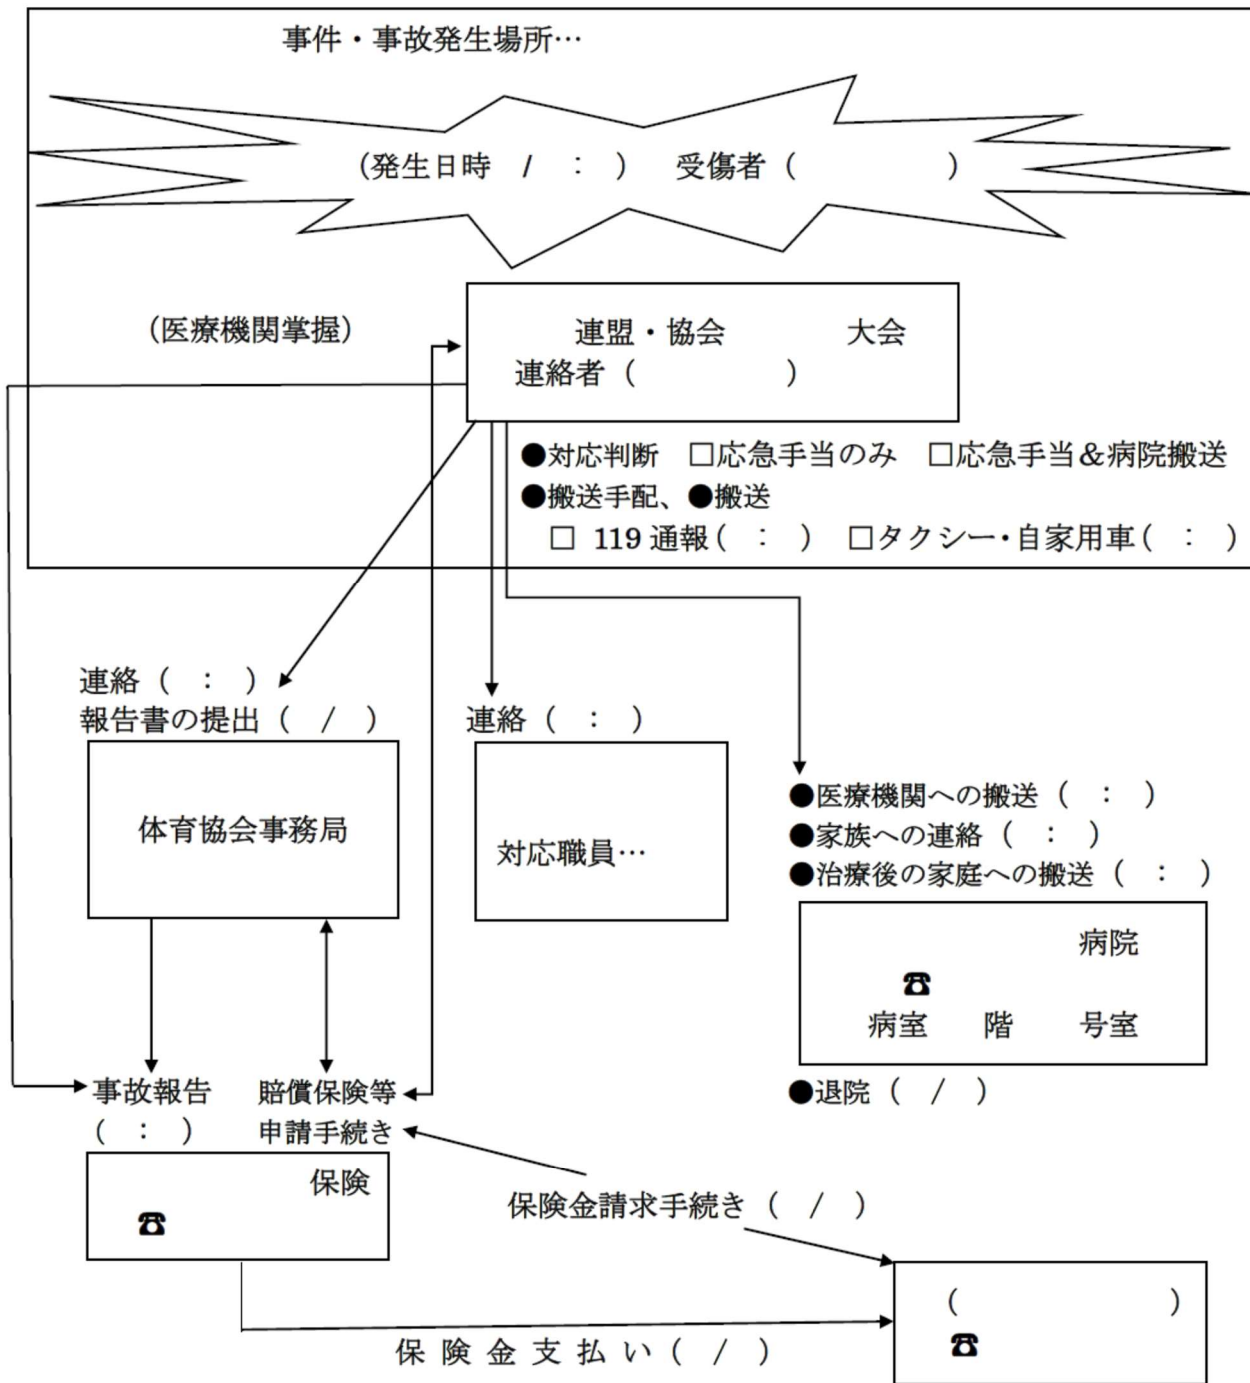 事件・事故発生場所…
(発生日時 / : ) 受傷者 ( )
(医療機関掌握)
連盟・協会 大会
連絡者 ( )
●対応判断 □応急手当のみ □応急手当&病院搬送
●搬送手配、●搬送
□ 119 通報 ( : ) □タクシー・自家用車 ( : )
連絡 ( : )
報告書の提出 ( / )
体育協会事務局
連絡 ( : )
対応職員…
●医療機関への搬送 ( : )
●家族への連絡 ( : )
●治療後の家庭への搬送 ( : )
病院
☎
病室 階 号室
●退院 ( / )
事故報告
( : )
賠償保険等
申請手続き
保険
☎
保険金請求手続き ( / )
( )
☎
保 険 金 支 払 い ( / )